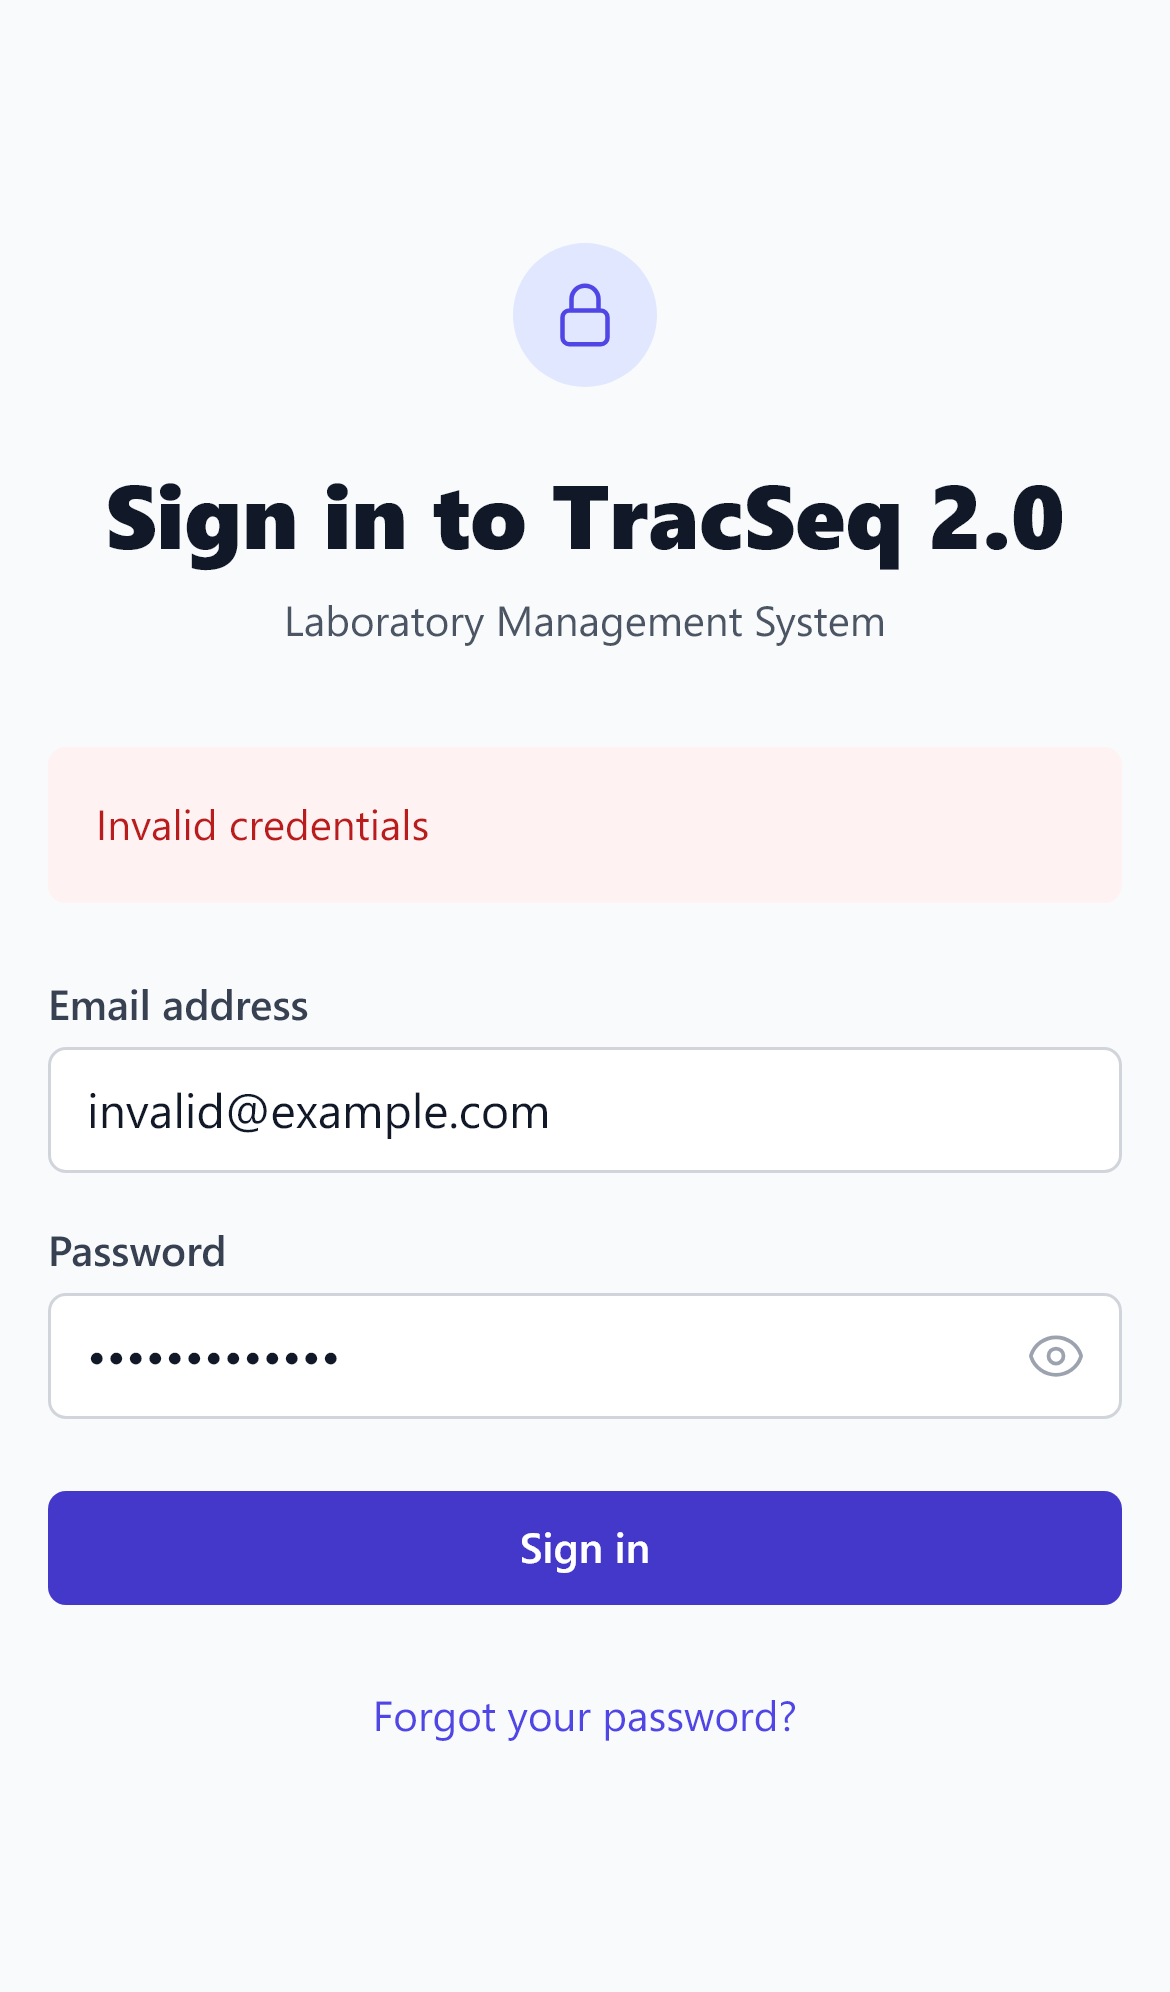 Sign in to TracSeq 2.0
Laboratory Management System
Invalid credentials
Email address
invalid@example.com
Password
•••••••••••••
Sign in
Forgot your password?